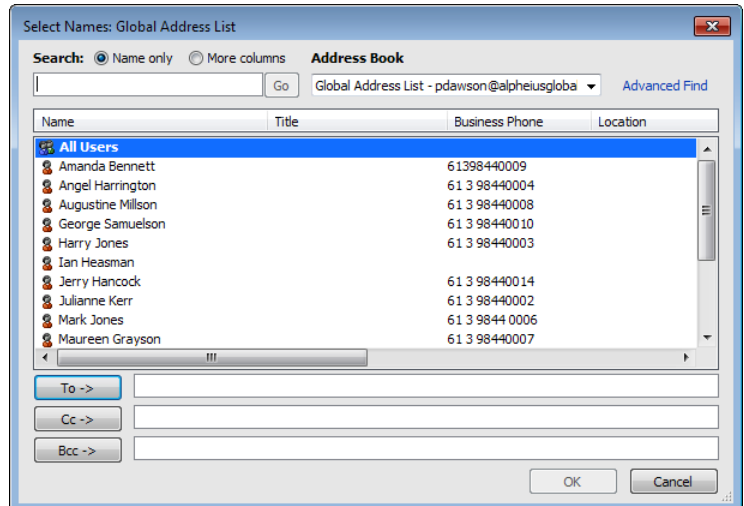 Select Names: Global Address List
Search: Name only More columns Address Book
Go Global Address List - pdawson@alpheiusgloba Advanced Find
Name Title Business Phone Location
All Users
Amanda Bennett 61398440009
Angel Harrington 61 3 98440004
Augustine Millson 61 3 98440008
George Samuelson 61 3 98440010
Harry Jones 61 3 98440003
Ian Heasman
Jerry Hancock 61 3 98440014
Julianne Kerr 61 3 98440002
Mark Jones 61 3 9844 0006
Maureen Grayson 61 3 98440007
To ->
Cc ->
Bcc ->
OK Cancel